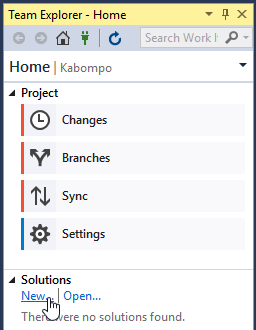 Team Explorer - Home
Search Work It
Home | Kabompo
Project
Changes
Branches
Sync
Settings
Solutions
New... | Open...
There were no solutions found.